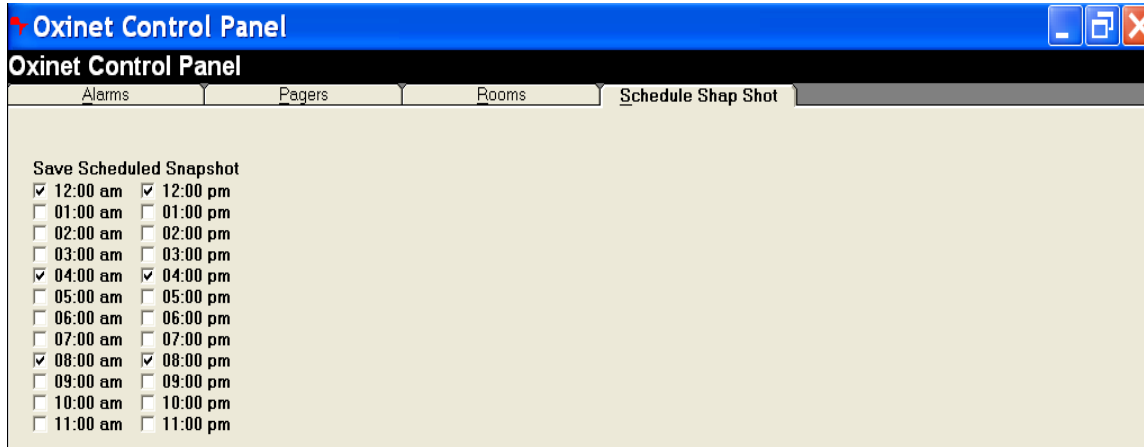 Oxinet Control Panel
Oxinet Control Panel
Alarms Pagers Rooms Schedule Shap Shot
Save Scheduled Snapshot
12:00 am 12:00 pm
01:00 am 01:00 pm
02:00 am 02:00 pm
03:00 am 03:00 pm
04:00 am 04:00 pm
05:00 am 05:00 pm
06:00 am 06:00 pm
07:00 am 07:00 pm
08:00 am 08:00 pm
09:00 am 09:00 pm
10:00 am 10:00 pm
11:00 am 11:00 pm